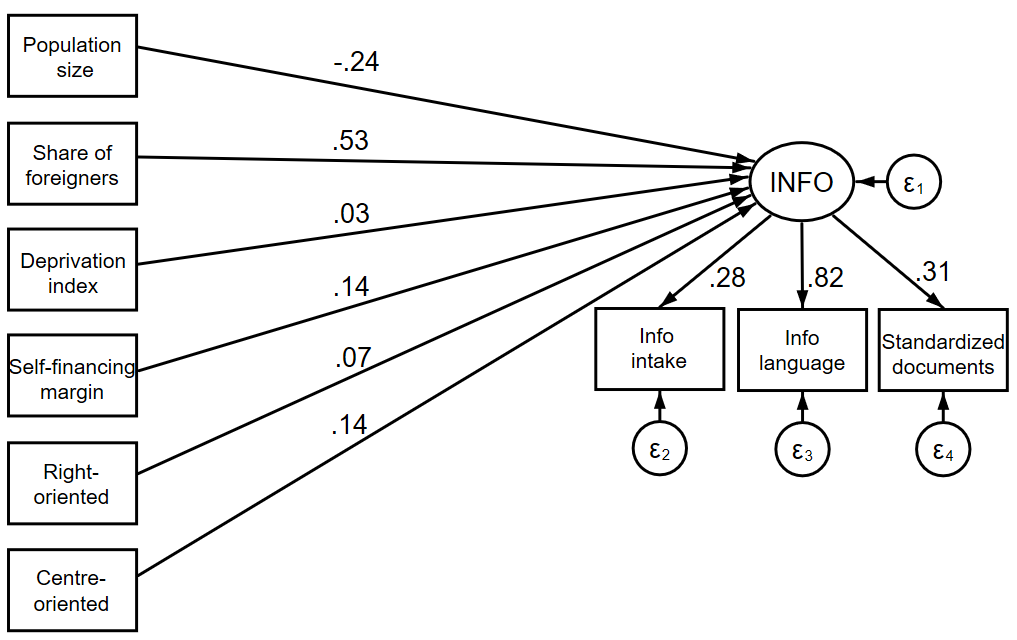 Population
size
-.24
Share of
foreigners
.53
Deprivation
index
.03
Self-financing
margin
.14
Right-
oriented
.07
Centre-
oriented
.14
INFO
ε1
.28
.82
.31
Info
intake
Info
language
Standardized
documents
ε2
ε3
ε4